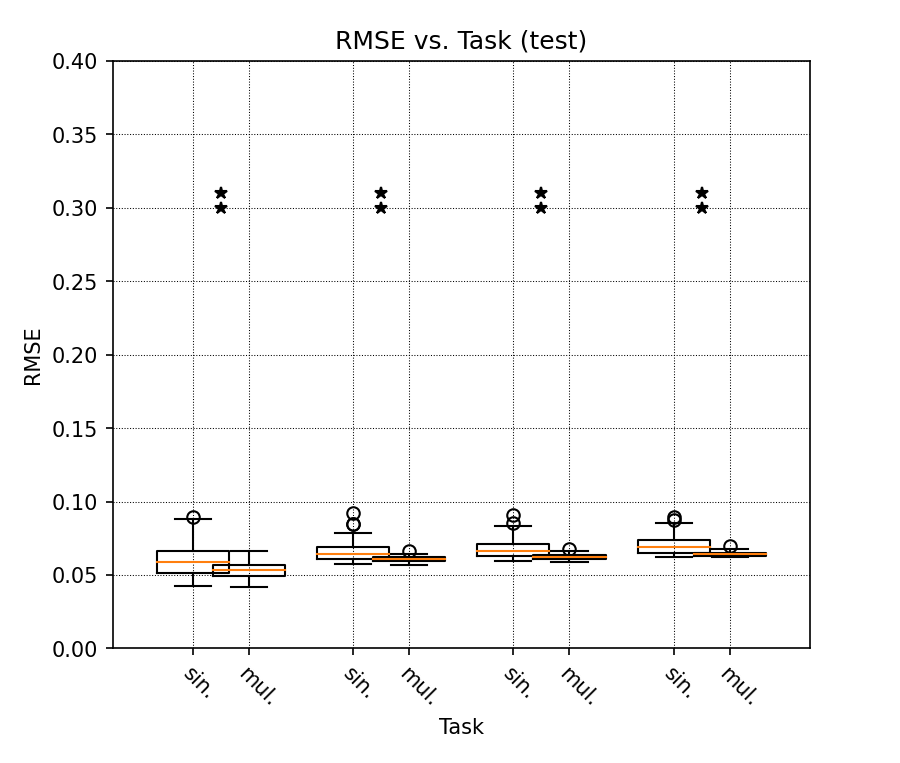 RMSE vs. Task (test)
0.40
0.35
0.30
0.25
0.20
0.15
0.10
0.05
0.00
RMSE
sin. mul. sin. mul. sin. mul. sin. mul.
Task